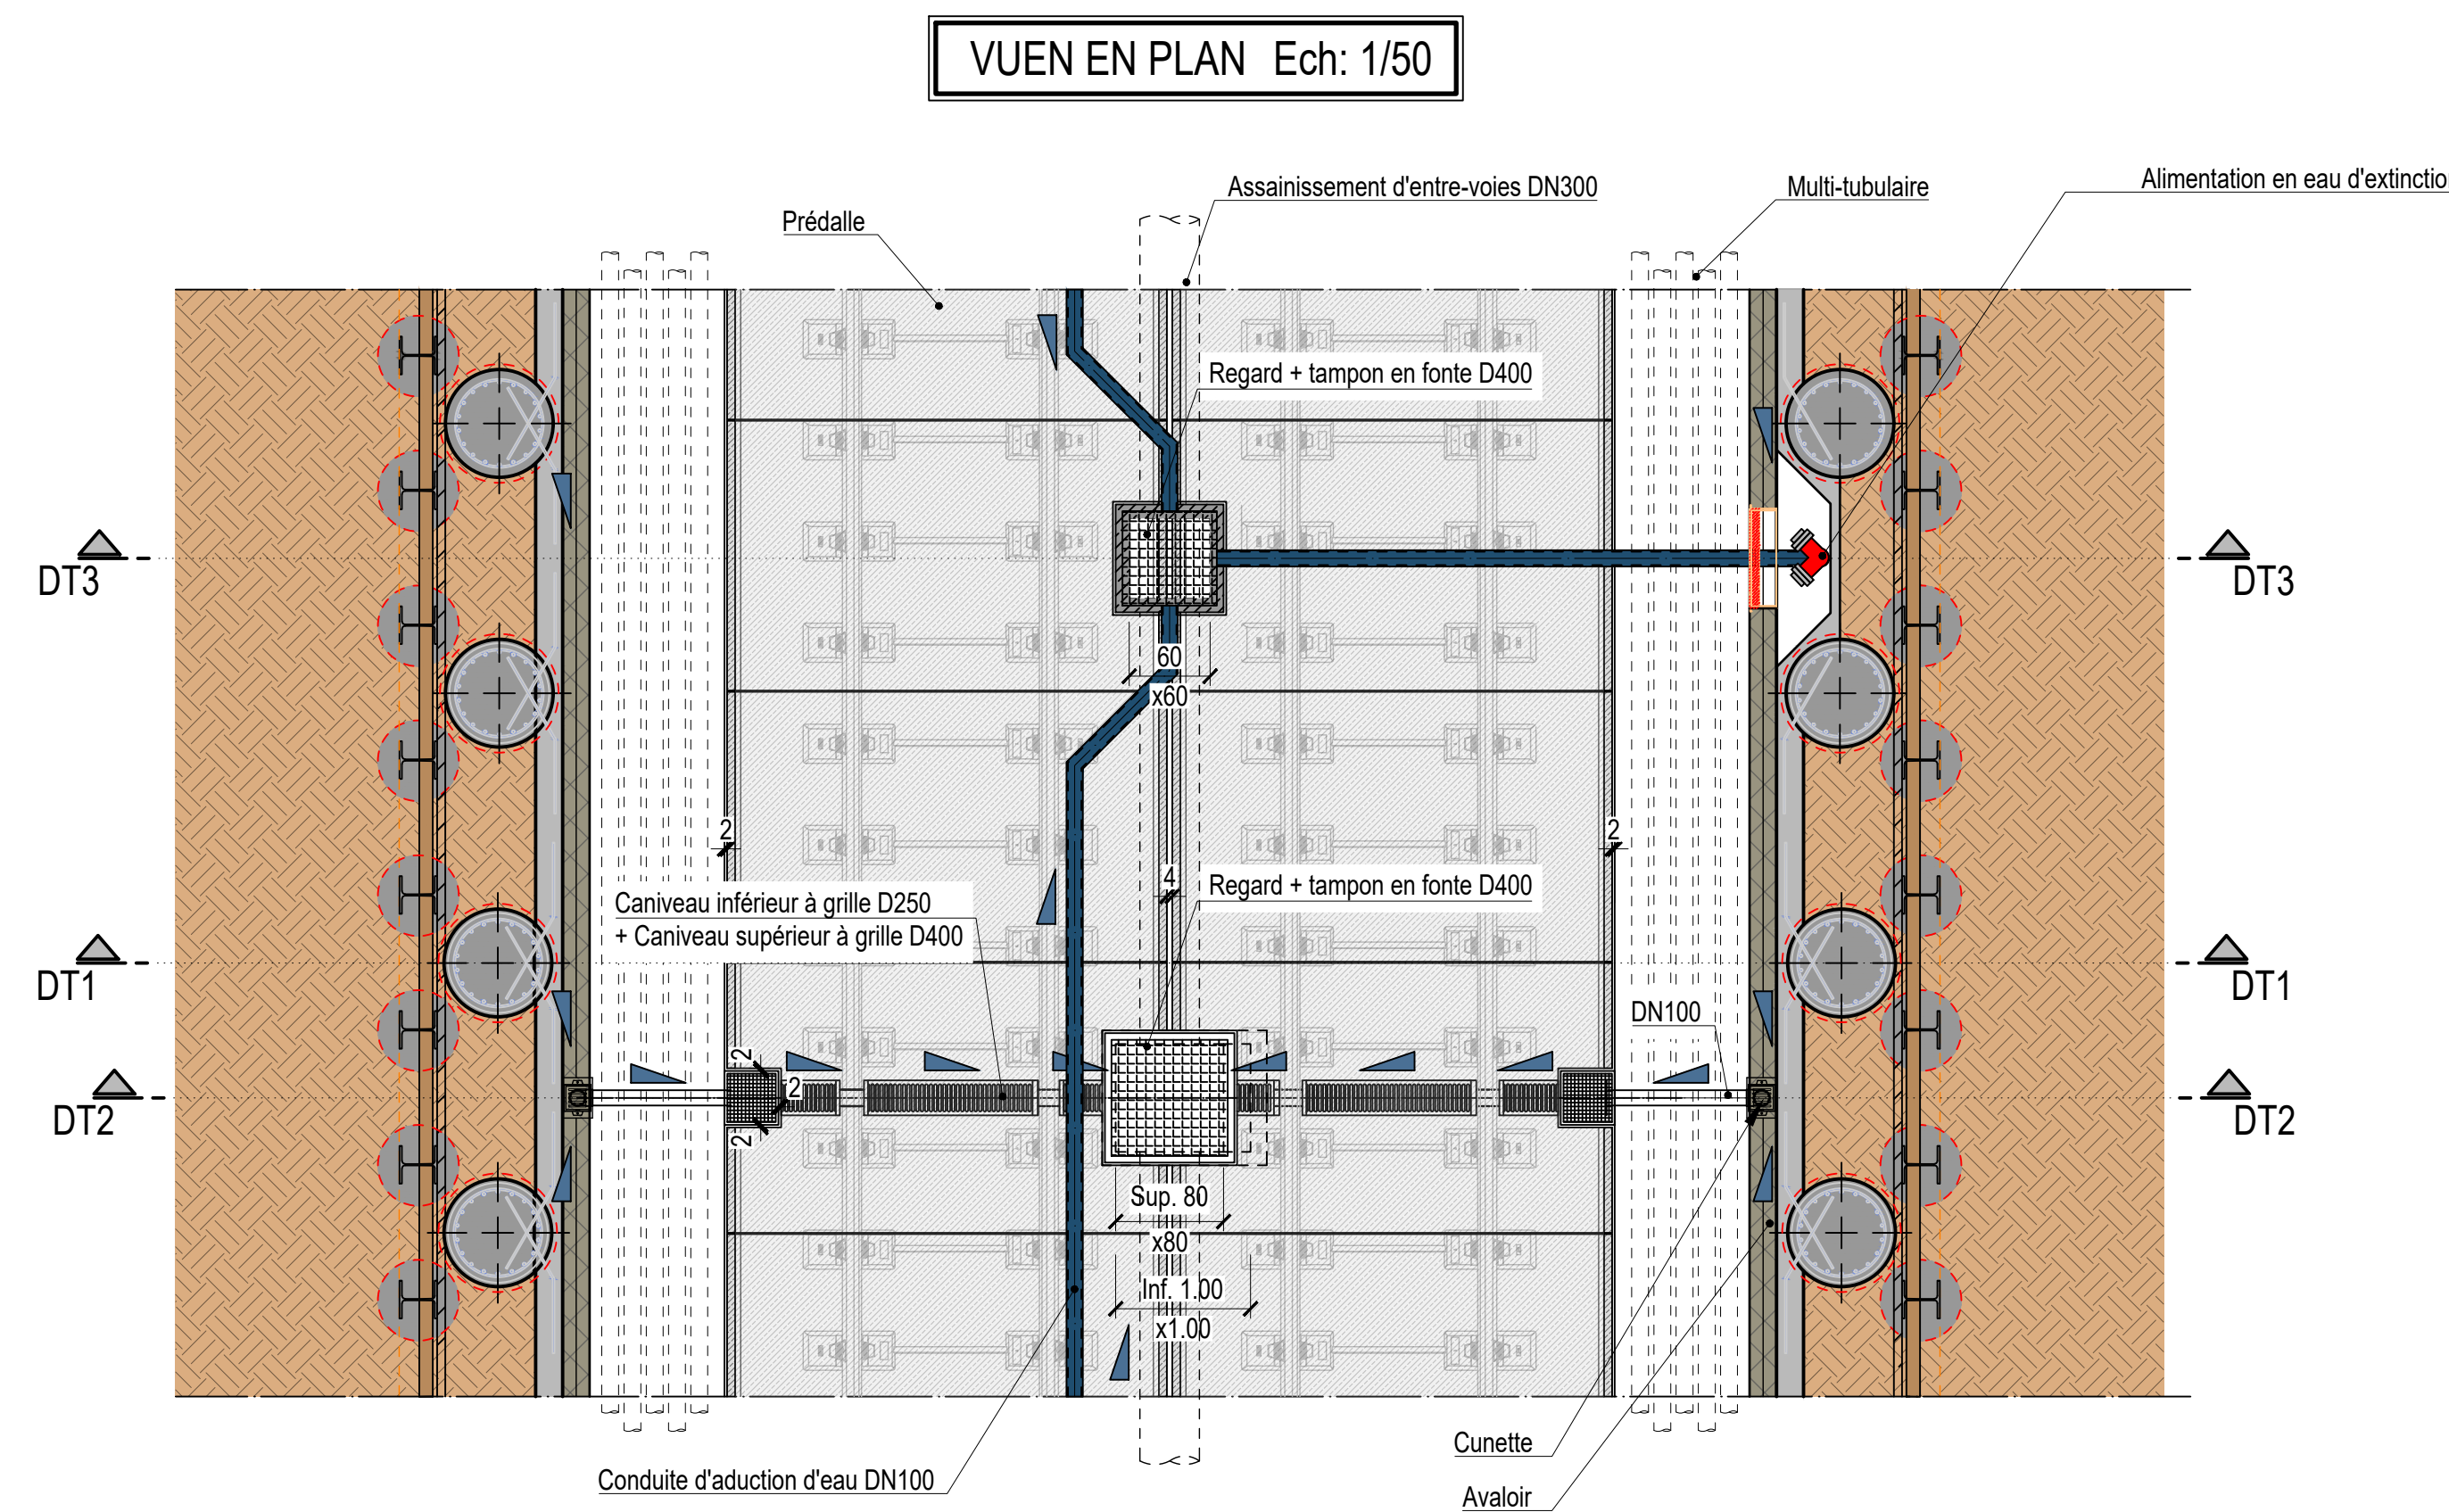 VUEN EN PLAN Ech: 1/50
Assainissement d'entre-voies DN300
Multi-tubulaire
Alimentation en eau d'extinction
Prédalle
Regard + tampon en fonte D400
DT3
DT3
60
x60
2
2
4
Regard + tampon en fonte D400
Caniveau inférieur à grille D250
+ Caniveau supérieur à grille D400
DT1
DT1
DN100
2
2
2
DT2
DT2
Sup. 80
x80
Inf. 1.00
x1.00
Cunette
Conduite d'aduction d'eau DN100
Avaloir